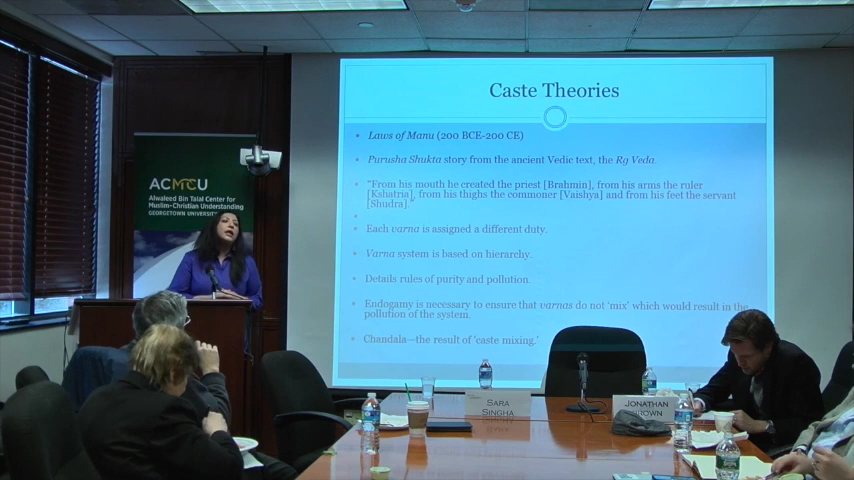 Caste Theories
Laws of Manu (200 BCE-200 CE)
Purusha Shukta story from the ancient Vedic text, the Rg Veda.
"From his mouth he created the priest [Brahmin], from his arms the ruler
[Kshatria], from his thighs the commoner [Vaishya] and from his feet the servant
[Shudra]."
Each varna is assigned a different duty.
Varna system is based on hierarchy.
Details rules of purity and pollution
Endogamy is necessary to ensure that varnas do not 'mix' which would result in the
pollution of the system.
Chandala—the result of 'caste mixing.'
ACMCU
Alwaleed Bin Talal Center for
Muslim-Christian Understanding
GEORGETOWN UNIVERSITY
SARA
SINGHA
JONATHAN
BROWN